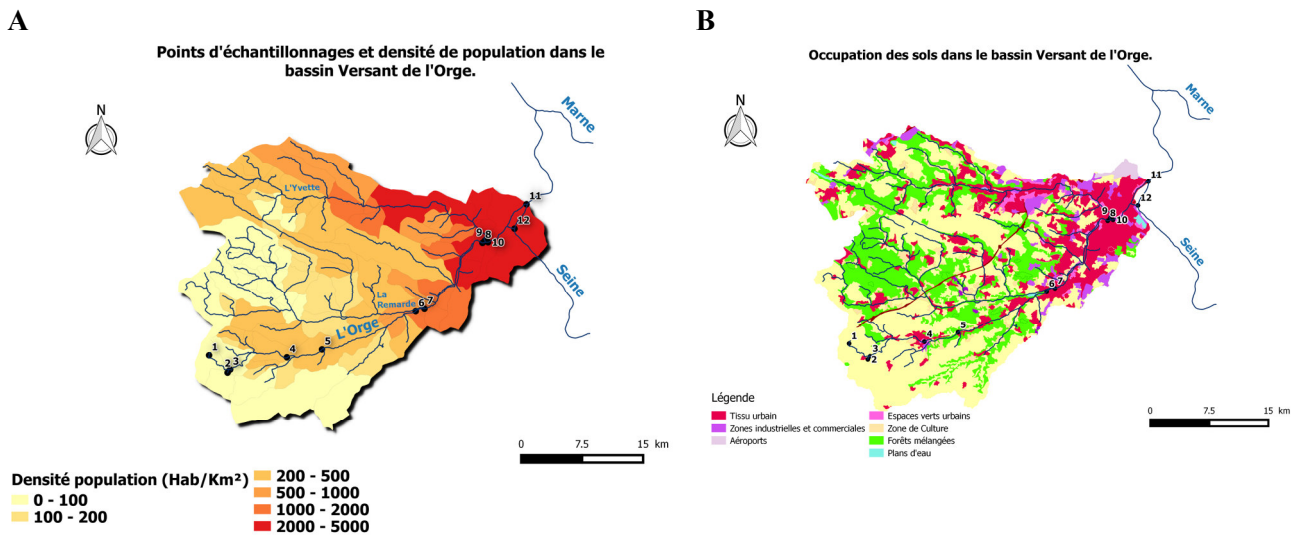 A
Points d'échantillonnages et densité de population dans le
bassin Versant de l'Orge.
N
Marne
L'Yvette
11
12
9 8
10
Seine
La
Remarde
6 7
L'Orge
5
4
1
3
2
0 7.5 15 km
Densité population (Hab/Km²)
0 - 100
100 - 200
200 - 500
500 - 1000
1000 - 2000
2000 - 5000
B
Occupation des sols dans le bassin Versant de l'Orge.
N
Marne
11
12
9 8
10
Seine
6 7
5
4
1
3
2
Légende
Tissu urbain
Zones industrielles et commerciales
Aéroports
Espaces verts urbains
Zone de Culture
Forêts mélangées
Plans d'eau
0 7.5 15 km